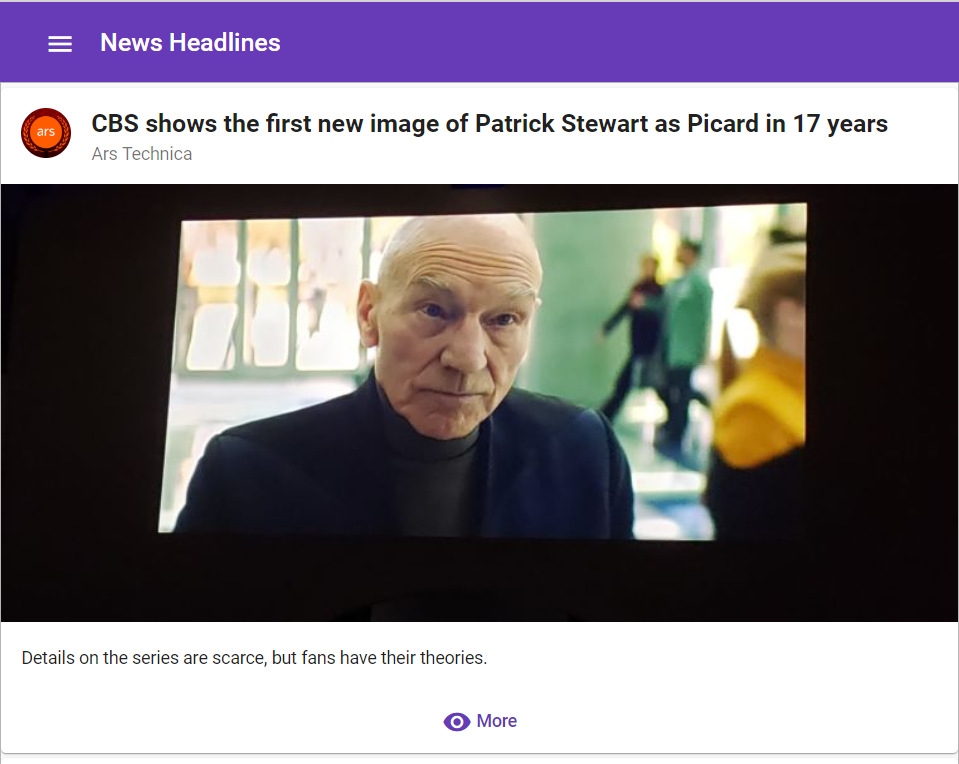 News Headlines
ars
CBS shows the first new image of Patrick Stewart as Picard in 17 years
Ars Technica
Details on the series are scarce, but fans have their theories.
More